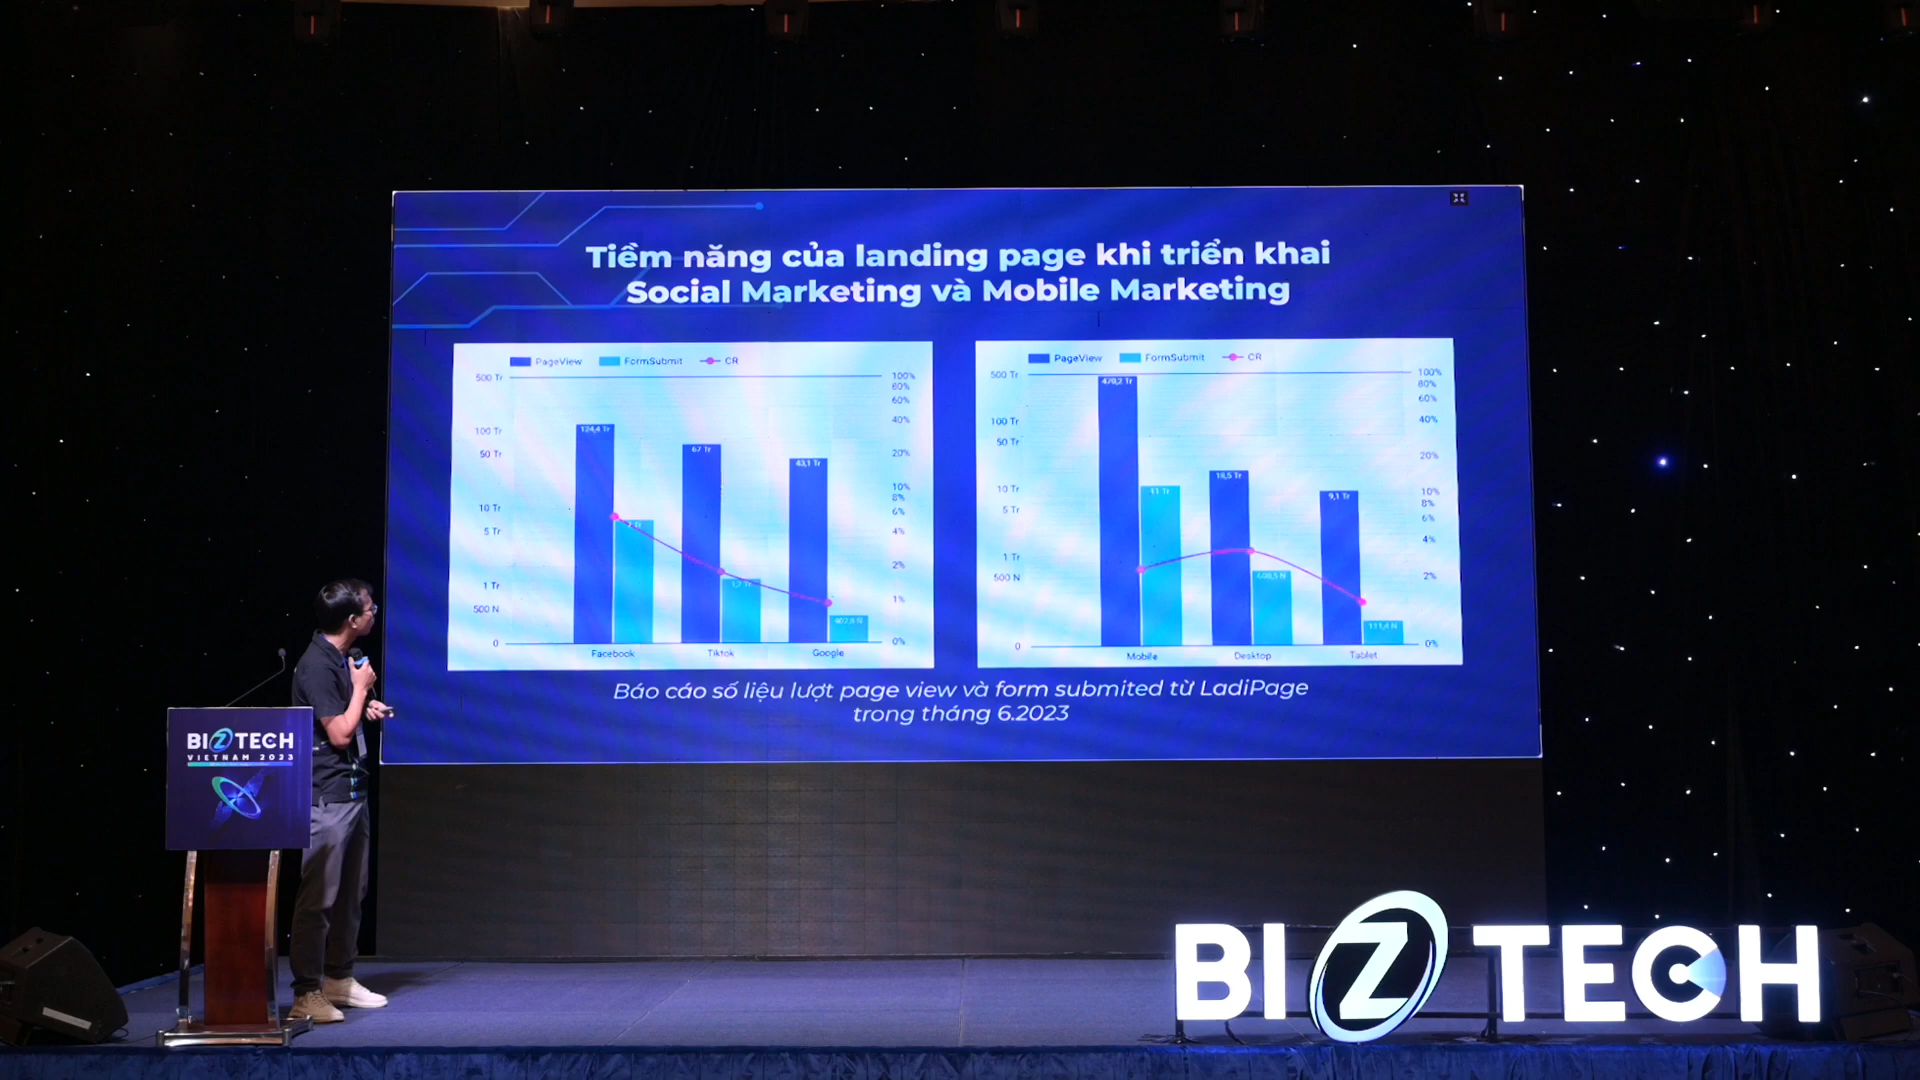 Tiềm năng của landing page khi triển khai
Social Marketing và Mobile Marketing
PageView FormSubmit CR
500 Tr
100 Tr
50 Tr
10 Tr
5 Tr
1 Tr
500 N
0
124,4 Tr
67 Tr
43,1 Tr
7 Tr
1,2 Tr
100%
80%
60%
40%
20%
10%
8%
6%
4%
2%
1%
0%
Facebook Tiktok Google
PageView FormSubmit CR
500 Tr
100 Tr
50 Tr
10 Tr
5 Tr
1 Tr
500 N
0
11 Tr
18,5 Tr
9,1 Tr
111,4 N
100%
80%
60%
40%
20%
10%
8%
6%
4%
2%
0%
Mobile Desktop Tablet
Báo cáo số liệu lượt page view và form submited từ LadiPage
trong tháng 6.2023
BIZTECH
VIETNAM 2023
BIZTECH